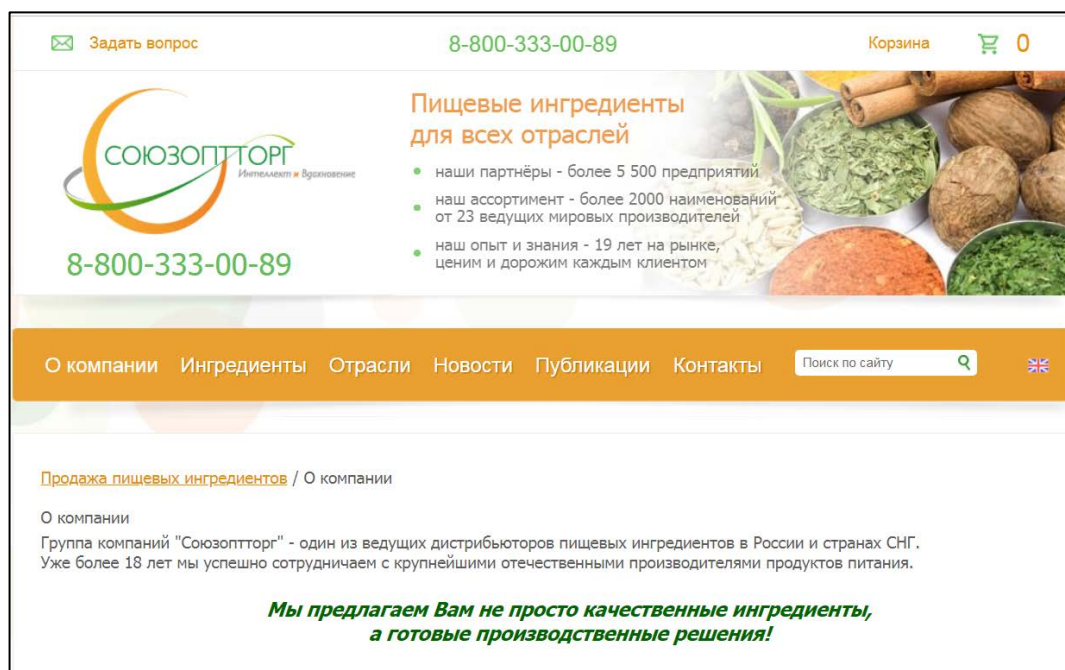 Задать вопрос
8-800-333-00-89
Корзина
0
СОЮЗОПТТОРГ
Интеллект и Вдохновение
8-800-333-00-89
Пищевые ингредиенты
для всех отраслей
наши партнёры - более 5 500 предприятий
наш ассортимент - более 2000 наименований
от 23 ведущих мировых производителей
наш опыт и знания - 19 лет на рынке,
ценим и дорожим каждым клиентом
О компании Ингредиенты Отрасли Новости Публикации Контакты Поиск по сайту
Продажа пищевых ингредиентов / О компании
О компании
Группа компаний "Союзоптторг" - один из ведущих дистрибьюторов пищевых ингредиентов в России и странах СНГ.
Уже более 18 лет мы успешно сотрудничаем с крупнейшими отечественными производителями продуктов питания.
Мы предлагаем Вам не просто качественные ингредиенты,
а готовые производственные решения!